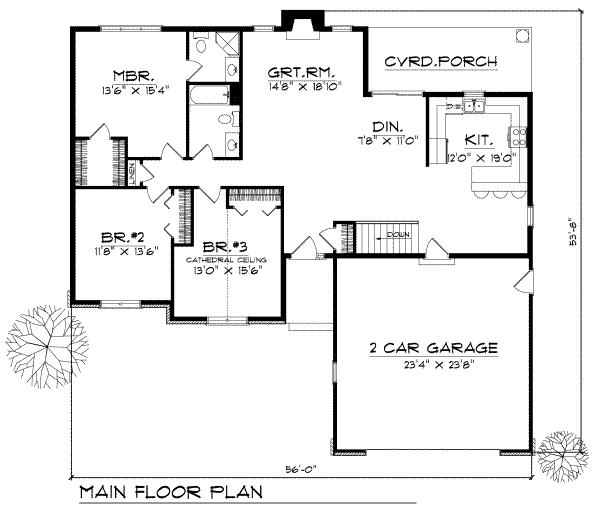 CVRD.PORCH
MBR.
13'6" × 15'4"
GRT.RM.
14'8" × 18'10"
D.W.
DIN.
7'8" × 11'0"
KIT.
12'0" × 19'0"
LINEN
BR.#2
11'8" × 13'6"
BR.#3
CATHEDRAL CEILING
13'0" × 15'6"
DOWN
53'-8"
2 CAR GARAGE
23'4" × 23'8"
56'-0"
MAIN FLOOR PLAN